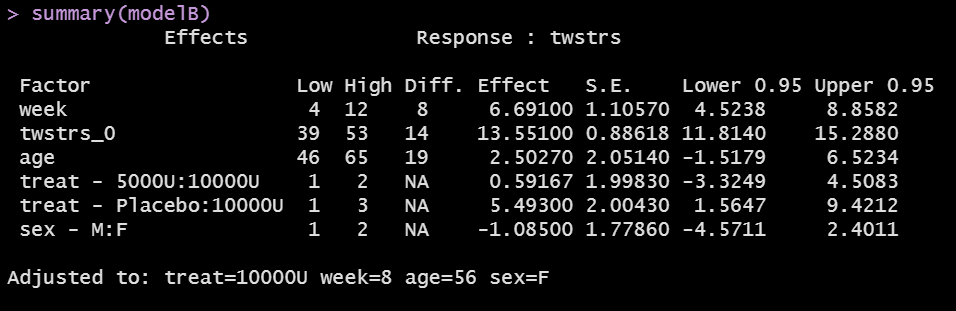 > summary(modelB)
Effects Response : twstrs
Factor Low High Diff. Effect S.E. Lower 0.95 Upper 0.95
week 4 12 8 6.69100 1.10570 4.5238 8.8582
twstrs_0 39 53 14 13.55100 0.88618 11.8140 15.2880
age 46 65 19 2.50270 2.05140 -1.5179 6.5234
treat - 5000U:10000U 1 2 NA 0.59167 1.99830 -3.3249 4.5083
treat - Placebo:10000U 1 3 NA 5.49300 2.00430 1.5647 9.4212
sex - M:F 1 2 NA -1.08500 1.77860 -4.5711 2.4011
Adjusted to: treat=10000U week=8 age=56 sex=F